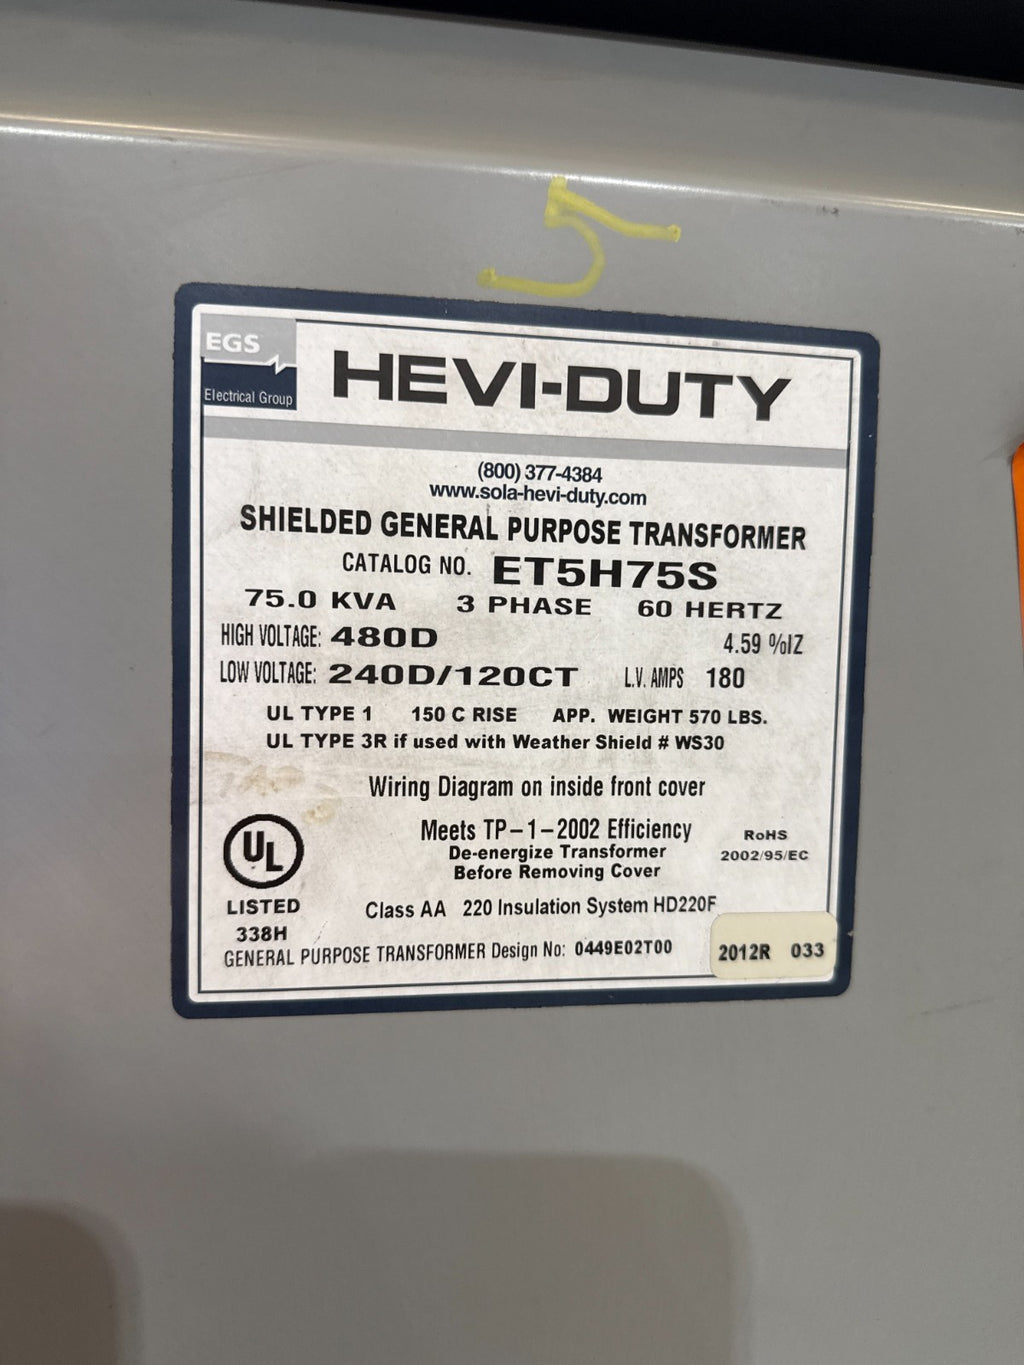 5
EGS
Electrical Group
HEVI-DUTY
(800) 377-4384
www.sola-hevi-duty.com
SHIELDED GENERAL PURPOSE TRANSFORMER
CATALOG NO. ET5H75S
75.0 KVA 3 PHASE 60 HERTZ
HIGH VOLTAGE: 480D 4.59 %IZ
LOW VOLTAGE: 240D/120CT L.V. AMPS 180
UL TYPE 1 150 C RISE APP. WEIGHT 570 LBS.
UL TYPE 3R if used with Weather Shield # WS30
Wiring Diagram on inside front cover
Meets TP-1-2002 Efficiency
De-energize Transformer
Before Removing Cover
RoHS
2002/95/EC
UL
LISTED
338H
Class AA 220 Insulation System HD220F
GENERAL PURPOSE TRANSFORMER Design No: 0449E02T00
2012R 033